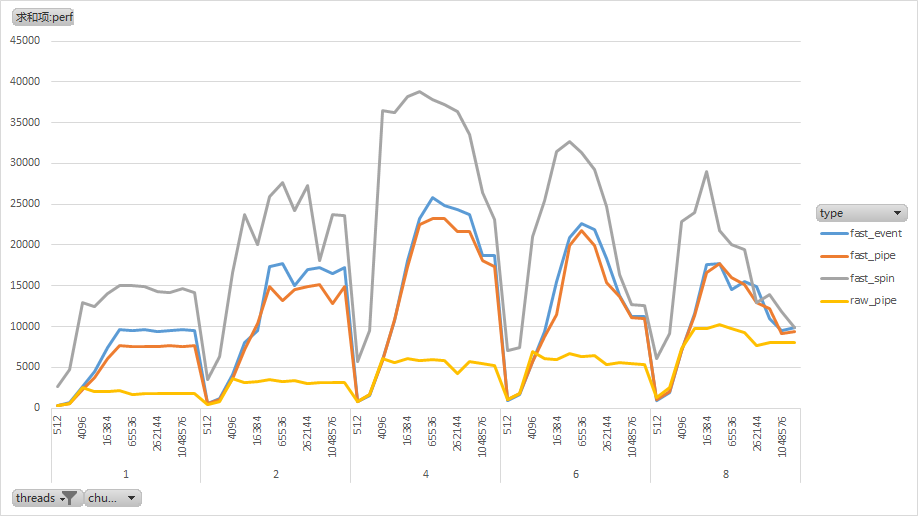 求和项:perf
45000
40000
35000
30000
25000
20000
15000
10000
5000
0
512 4096 16384 65536 262144 1048576 512 4096 16384 65536 262144 1048576 512 4096 16384 65536 262144 1048576 512 4096 16384 65536 262144 1048576 512 4096 16384 65536 262144 1048576
1 2 4 6 8
type
fast_event
fast_pipe
fast_spin
raw_pipe
threads chu...